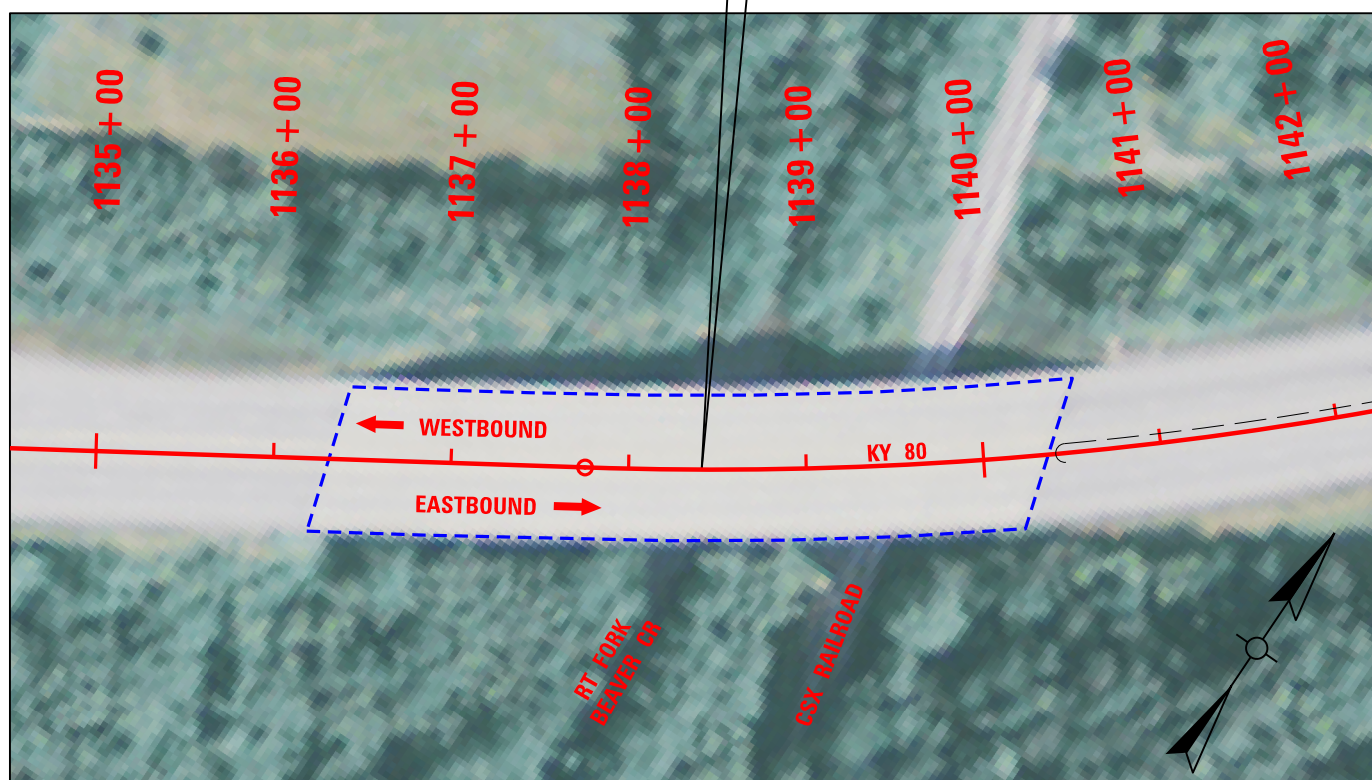 1135+00
1136+00
1137+00
1138+00
1139+00
1140+00
1141+00
1142+00
WESTBOUND
KY 80
EASTBOUND
RT FORK
BEAVER CR
CSX RAILROAD